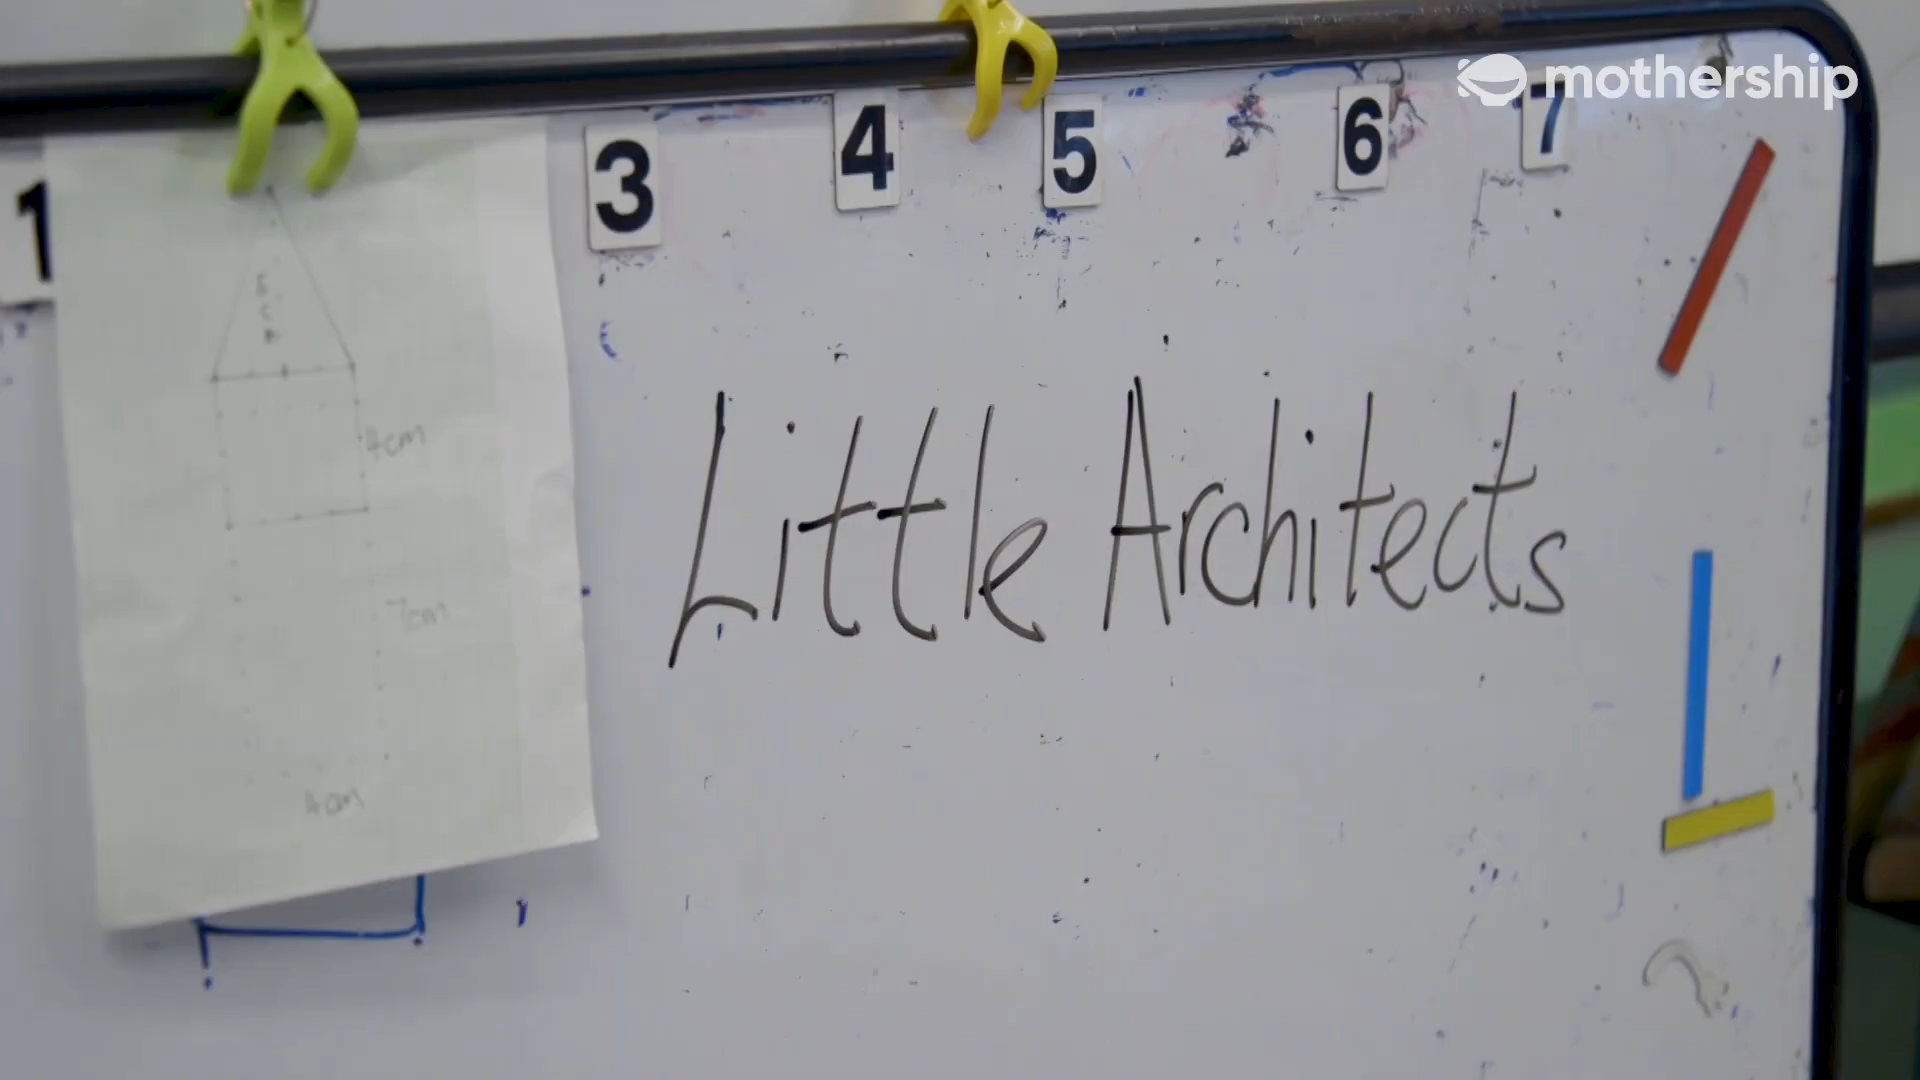 mothership
1 3 4 5 6 7
Little Architects
4cm
7cm
4cm